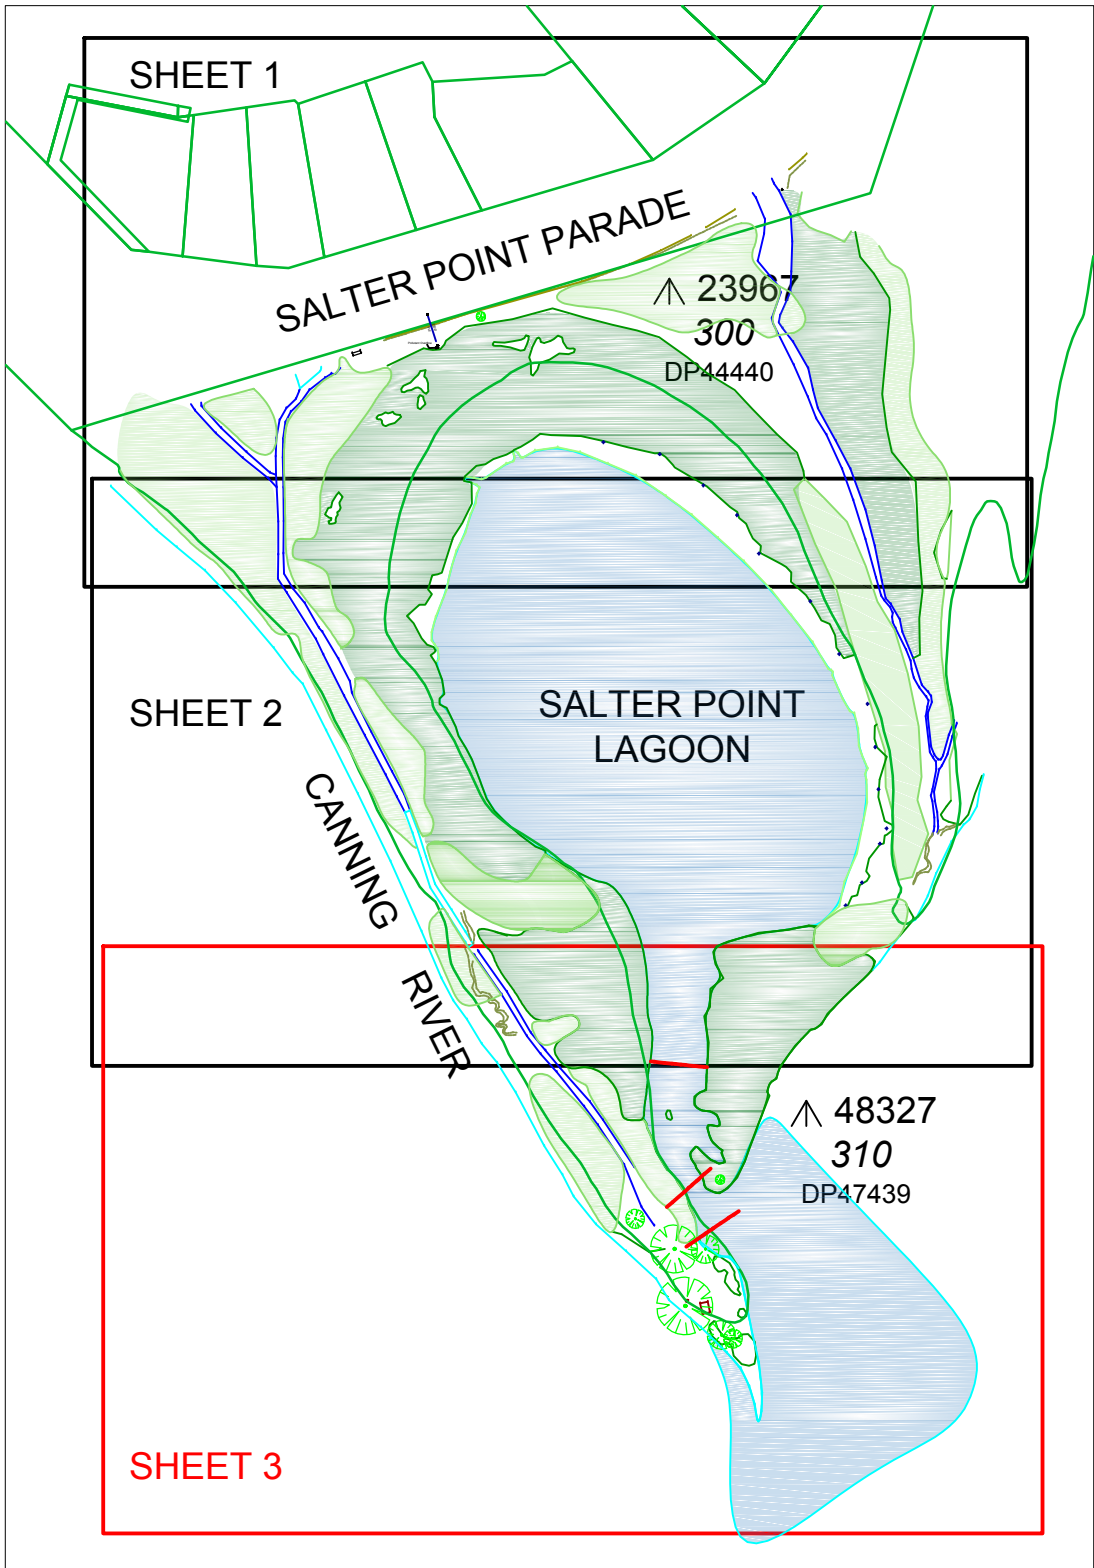 SHEET 1
SALTER POINT PARADE
23967
300
DP44440
SHEET 2
SALTER POINT
LAGOON
CANNING
RIVER
48327
310
DP47439
SHEET 3